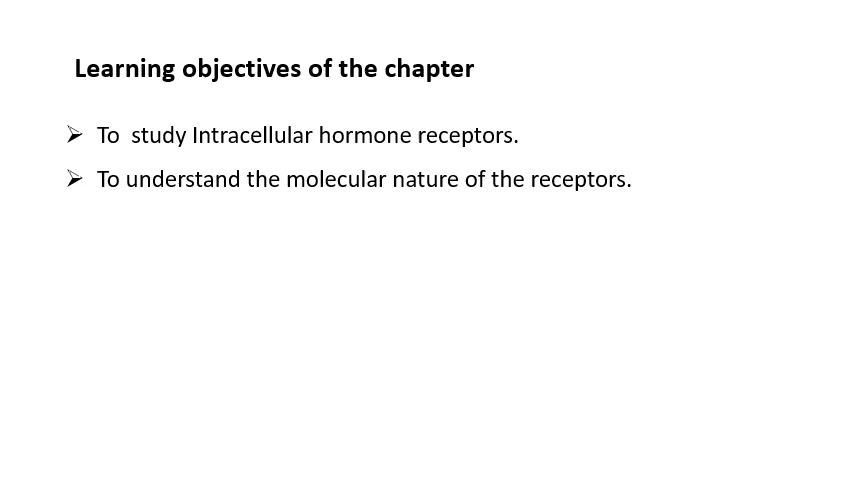 Learning objectives of the chapter
➢ To  study Intracellular hormone receptors.
➢ To understand the molecular nature of the receptors.